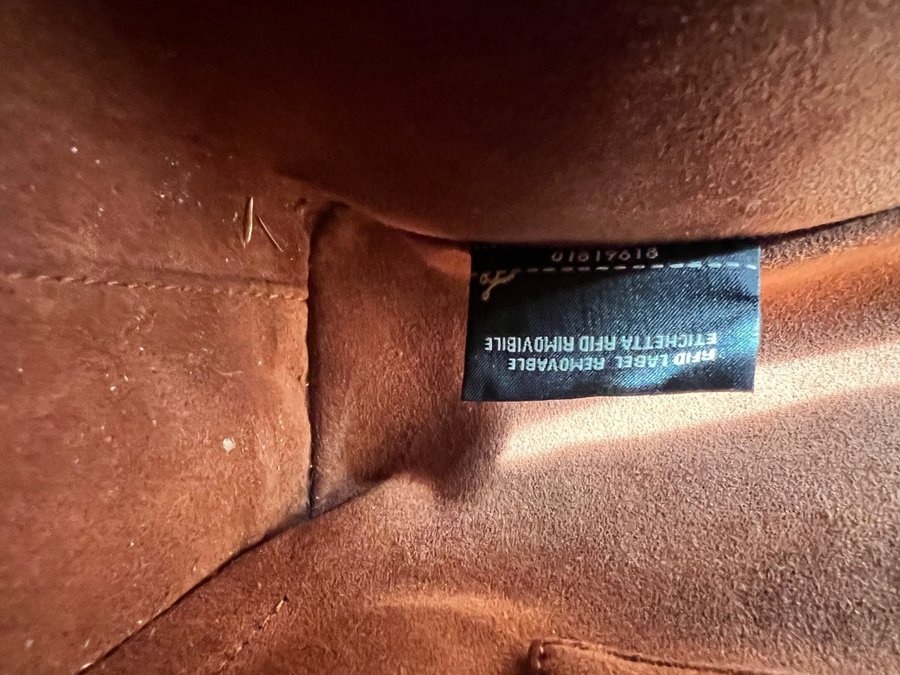 RFID LABEL REMOVABLE
ETICHETTA RFID RIMOVIBILE